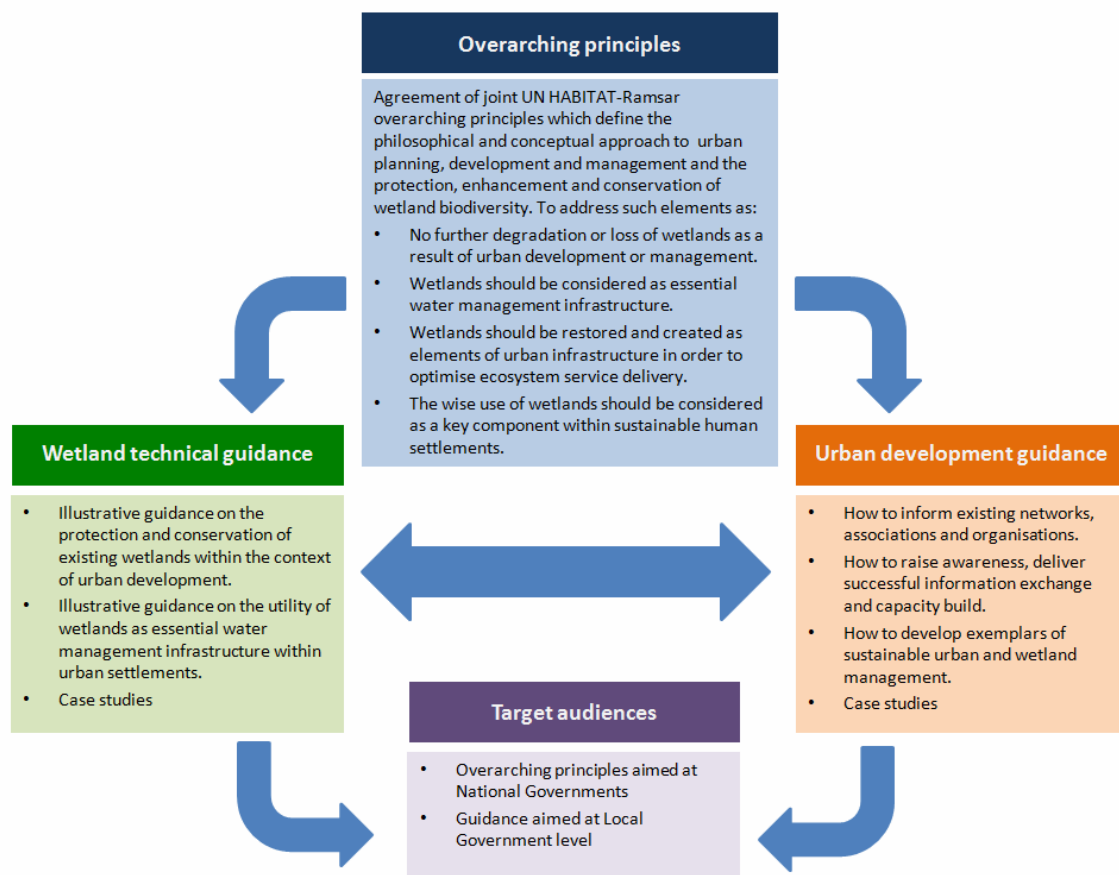 Overarching principles
Agreement of joint UN HABITAT-Ramsar
overarching principles which define the
philosophical and conceptual approach to urban
planning, development and management and the
protection, enhancement and conservation of
wetland biodiversity. To address such elements as:
• No further degradation or loss of wetlands as a
result of urban development or management.
• Wetlands should be considered as essential
water management infrastructure.
• Wetlands should be restored and created as
elements of urban infrastructure in order to
optimise ecosystem service delivery.
• The wise use of wetlands should be considered
as a key component within sustainable human
settlements.
Wetland technical guidance
• Illustrative guidance on the
protection and conservation of
existing wetlands within the context
of urban development.
• Illustrative guidance on the utility of
wetlands as essential water
management infrastructure within
urban settlements.
• Case studies
Urban development guidance
• How to inform existing networks,
associations and organisations.
• How to raise awareness, deliver
successful information exchange
and capacity build.
• How to develop exemplars of
sustainable urban and wetland
management.
• Case studies
Target audiences
• Overarching principles aimed at
National Governments
• Guidance aimed at Local
Government level